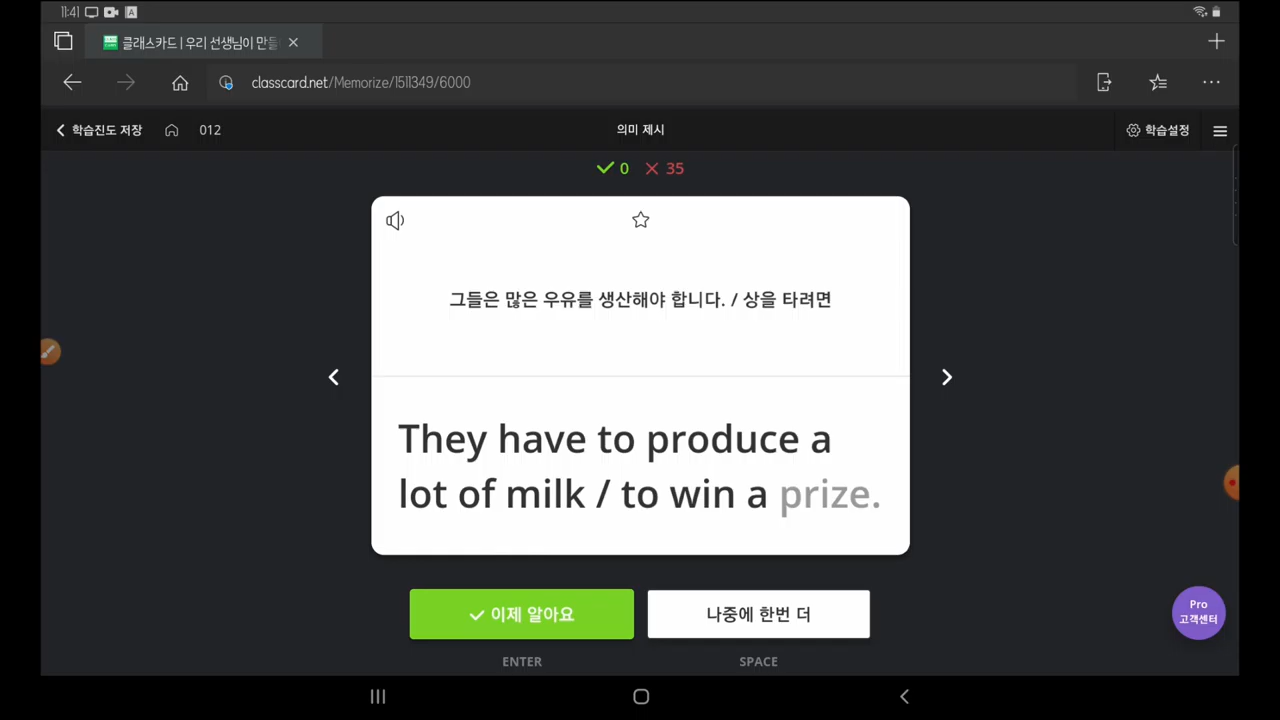 11:41
A
클래스카드 | 우리 선생님이 만들
classcard.net/Memorize/1511349/6000
학습진도 저장 012 의미 제시 학습설정
0 35
그들은 많은 우유를 생산해야 합니다. / 상을 타려면
They have to produce a
lot of milk / to win a prize.
이제 알아요 나중에 한번 더
Pro
고객센터
ENTER SPACE